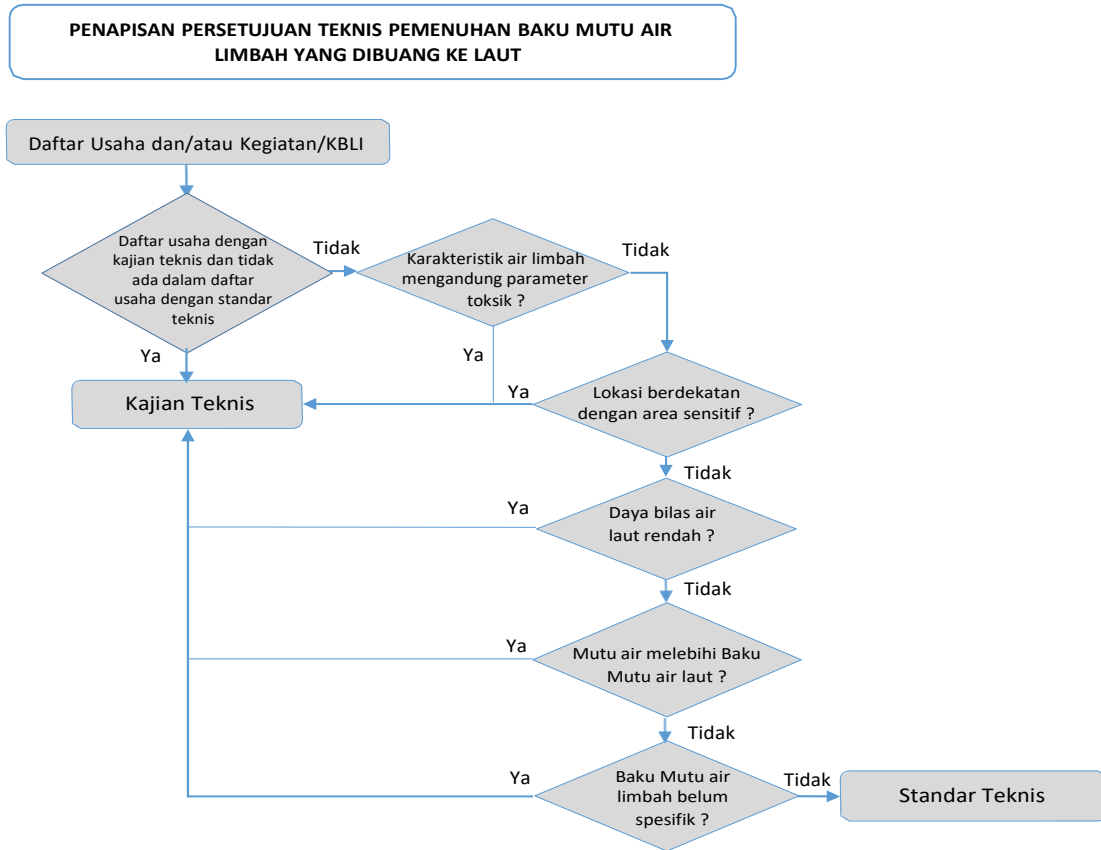 PENAPISAN PERSETUJUAN TEKNIS PEMENUHAN BAKU MUTU AIR
LIMBAH YANG DIBUANG KE LAUT
Daftar Usaha dan/atau Kegiatan/KBLI
Daftar usaha dengan
kajian teknis dan tidak
ada dalam daftar
usaha dengan standar
teknis
Tidak
Karakteristik air limbah
mengandung parameter
toksik ?
Tidak
Ya
Ya
Kajian Teknis
Ya
Lokasi berdekatan
dengan area sensitif ?
Tidak
Ya
Daya bilas air
laut rendah ?
Tidak
Ya
Mutu air melebihi Baku
Mutu air laut ?
Tidak
Ya
Baku Mutu air
limbah belum
spesifik ?
Tidak
Standar Teknis